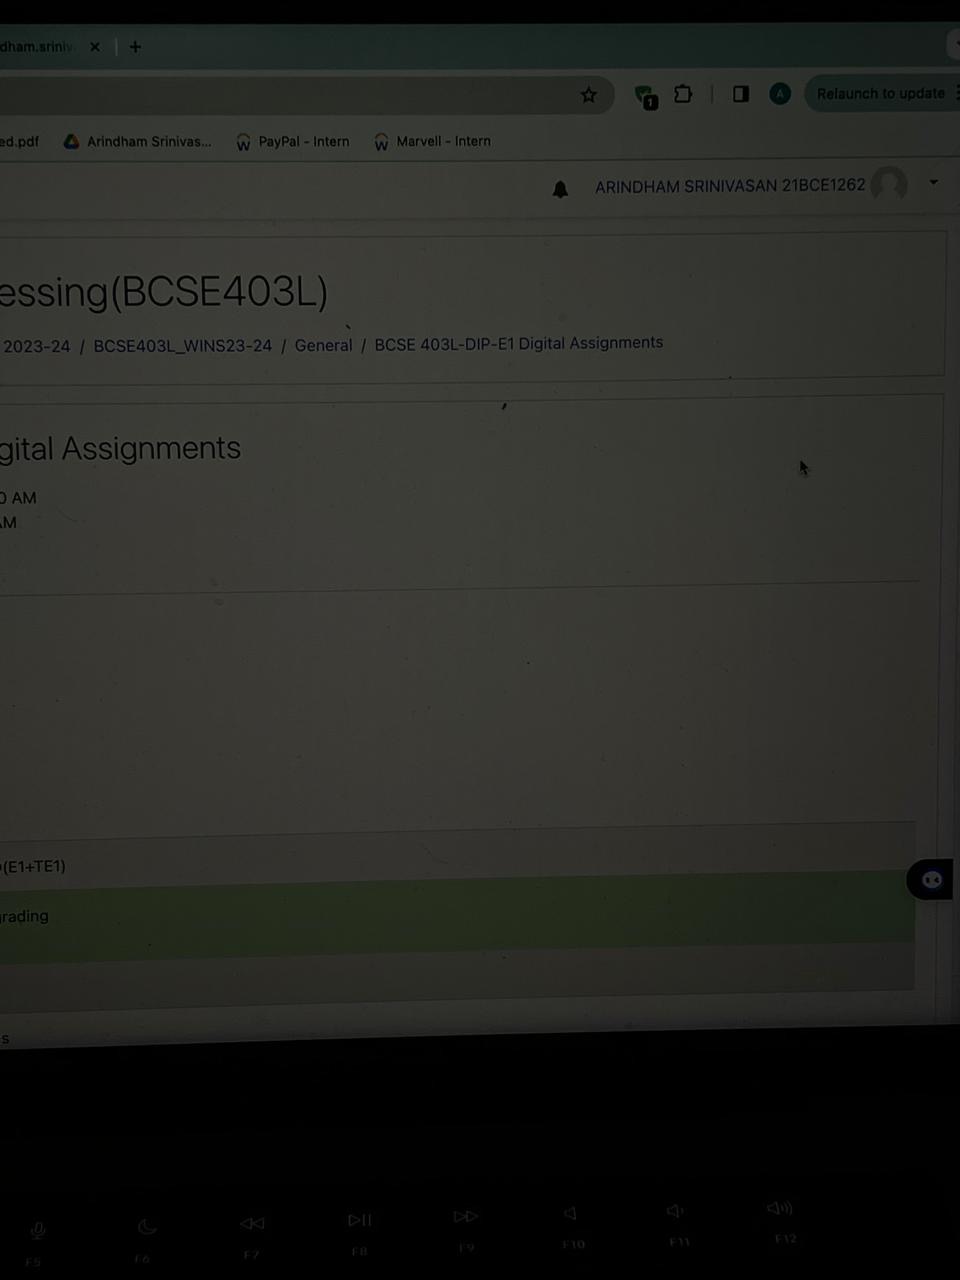 dham.sriniv
1
A
Relaunch to update
ed.pdf
Arindham Srinivas...
PayPal - Intern
Marvell - Intern
ARINDHAM SRINIVASAN 21BCE1262
essing(BCSE403L)
2023-24 / BCSE403L_WINS23-24 / General / BCSE 403L-DIP-E1 Digital Assignments
gital Assignments
0 AM
AM
(E1+TE1)
rading
s
F5 F6 F7 F8 F9 F10 F11 F12